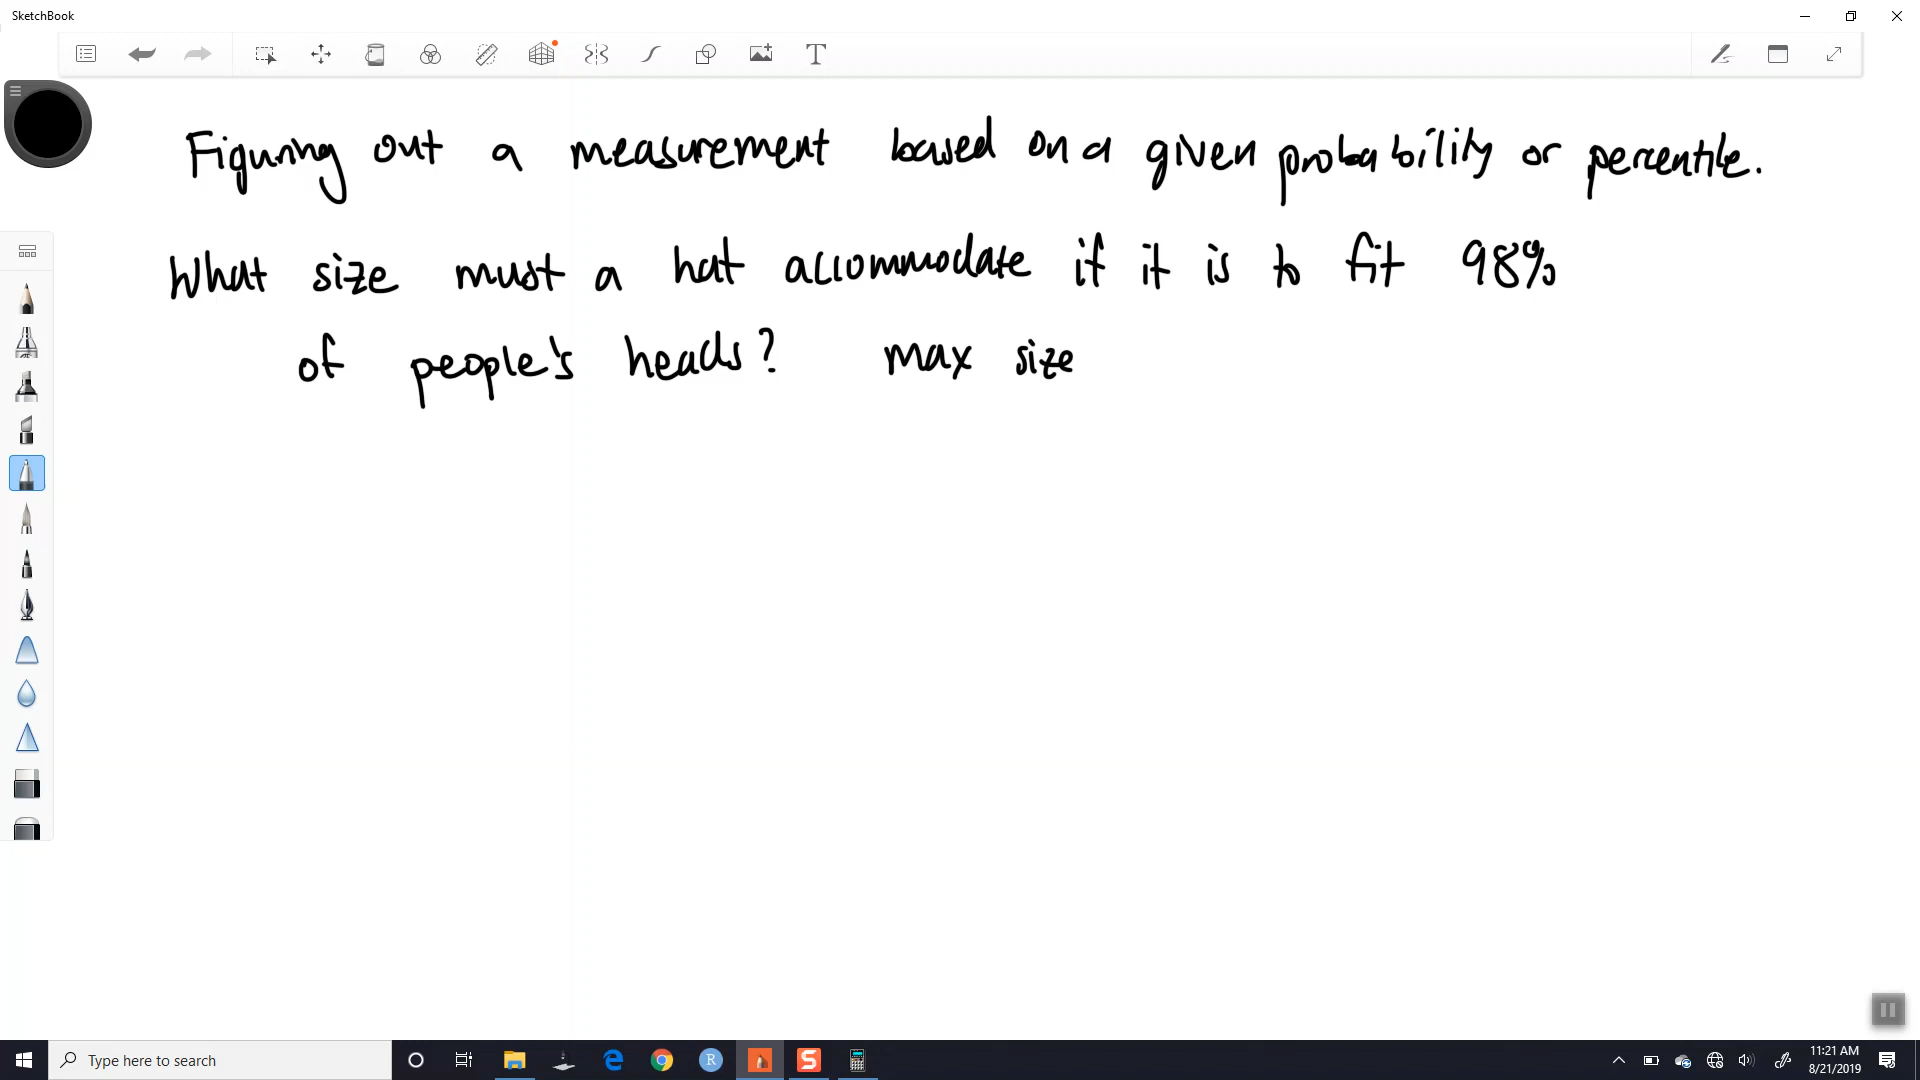 SketchBook
Figuring out a measurement based on a given probability or percentile.
What size must a hat accommodate if it is to fit 98%
of people's heads? max size
Type here to search
11:21 AM
8/21/2019